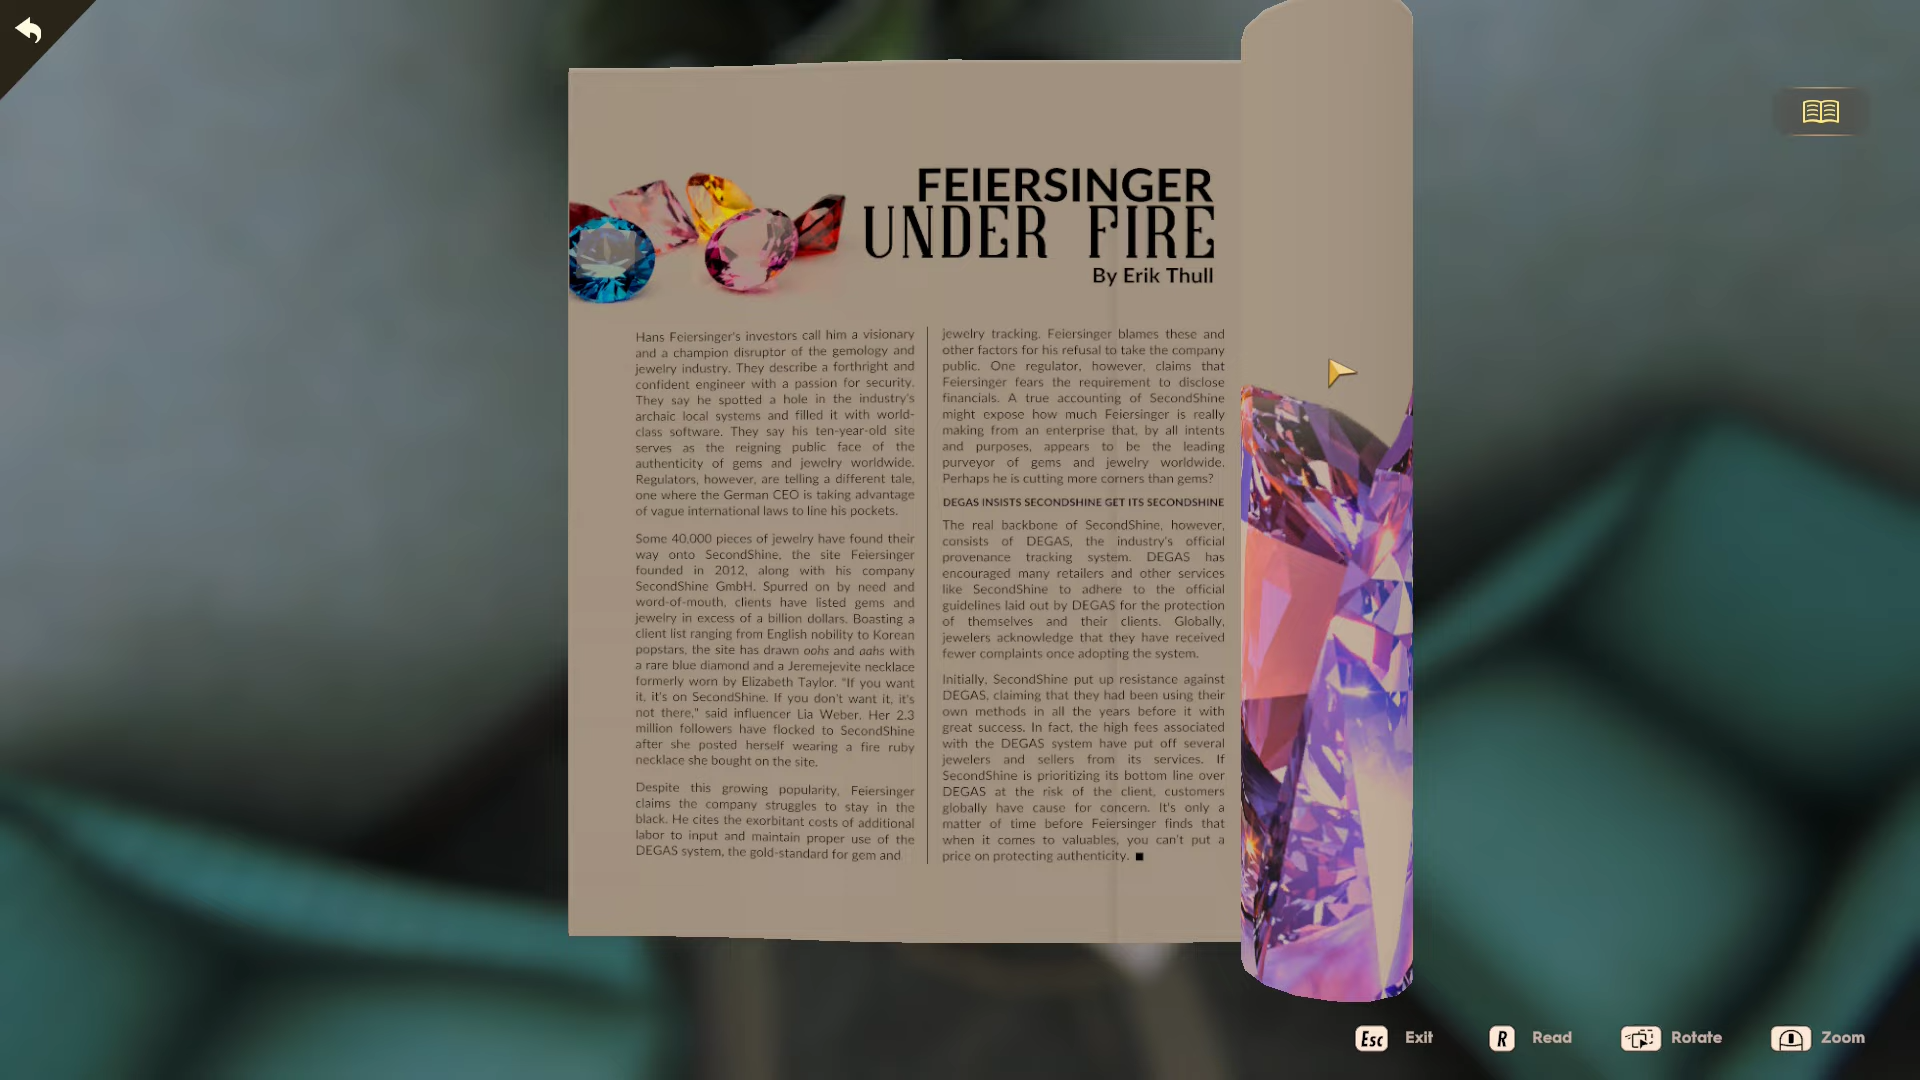 FEIERSINGER
UNDER FIRE
By Erik Thull
Hans Feiersinger's investors call him a visionary
and a champion disruptor of the gemology and
jewelry industry. They describe a forthright and
confident engineer with a passion for security.
They say he spotted a hole in the industry's
archaic local systems and filled it with world-
class software. They say his ten-year-old site
serves as the reigning public face of the
authenticity of gems and jewelry worldwide.
Regulators, however, are telling a different tale,
one where the German CEO is taking advantage
of vague international laws to line his pockets.
Some 40,000 pieces of jewelry have found their
way onto SecondShine, the site Feiersinger
founded in 2012, along with his company
SecondShine GmbH. Spurred on by need and
word-of-mouth, clients have listed gems and
jewelry in excess of a billion dollars. Boasting a
client list ranging from English nobility to Korean
popstars, the site has drawn oohs and aahs with
a rare blue diamond and a Jeremejevite necklace
formerly worn by Elizabeth Taylor. "If you want
it, it's on SecondShine. If you don't want it, it's
not there," said influencer Lia Weber. Her 2.3
million followers have flocked to SecondShine
after she posted herself wearing a fire ruby
necklace she bought on the site.
Despite this growing popularity, Feiersinger
claims the company struggles to stay in the
black. He cites the exorbitant costs of additional
labor to input and maintain proper use of the
DEGAS system, the gold-standard for gem and
jewelry tracking. Feiersinger blames these and
other factors for his refusal to take the company
public. One regulator, however, claims that
Feiersinger fears the requirement to disclose
financials. A true accounting of SecondShine
might expose how much Feiersinger is really
making from an enterprise that, by all intents
and purposes, appears to be the leading
purveyor of gems and jewelry worldwide.
Perhaps he is cutting more corners than gems?
DEGAS INSISTS SECONDSHINE GET ITS SECONDSHINE
The real backbone of SecondShine, however,
consists of DEGAS, the industry's official
provenance tracking system. DEGAS has
encouraged many retailers and other services
like SecondShine to adhere to the official
guidelines laid out by DEGAS for the protection
of themselves and their clients. Globally,
jewelers acknowledge that they have received
fewer complaints once adopting the system.
Initially, SecondShine put up resistance against
DEGAS, claiming that they had been using their
own methods in all the years before it with
great success. In fact, the high fees associated
with the DEGAS system have put off several
jewelers and sellers from its services. If
SecondShine is prioritizing its bottom line over
DEGAS at the risk of the client, customers
globally have cause for concern. It's only a
matter of time before Feiersinger finds that
when it comes to valuables, you can't put a
price on protecting authenticity. ■
Esc Exit R Read Rotate Zoom